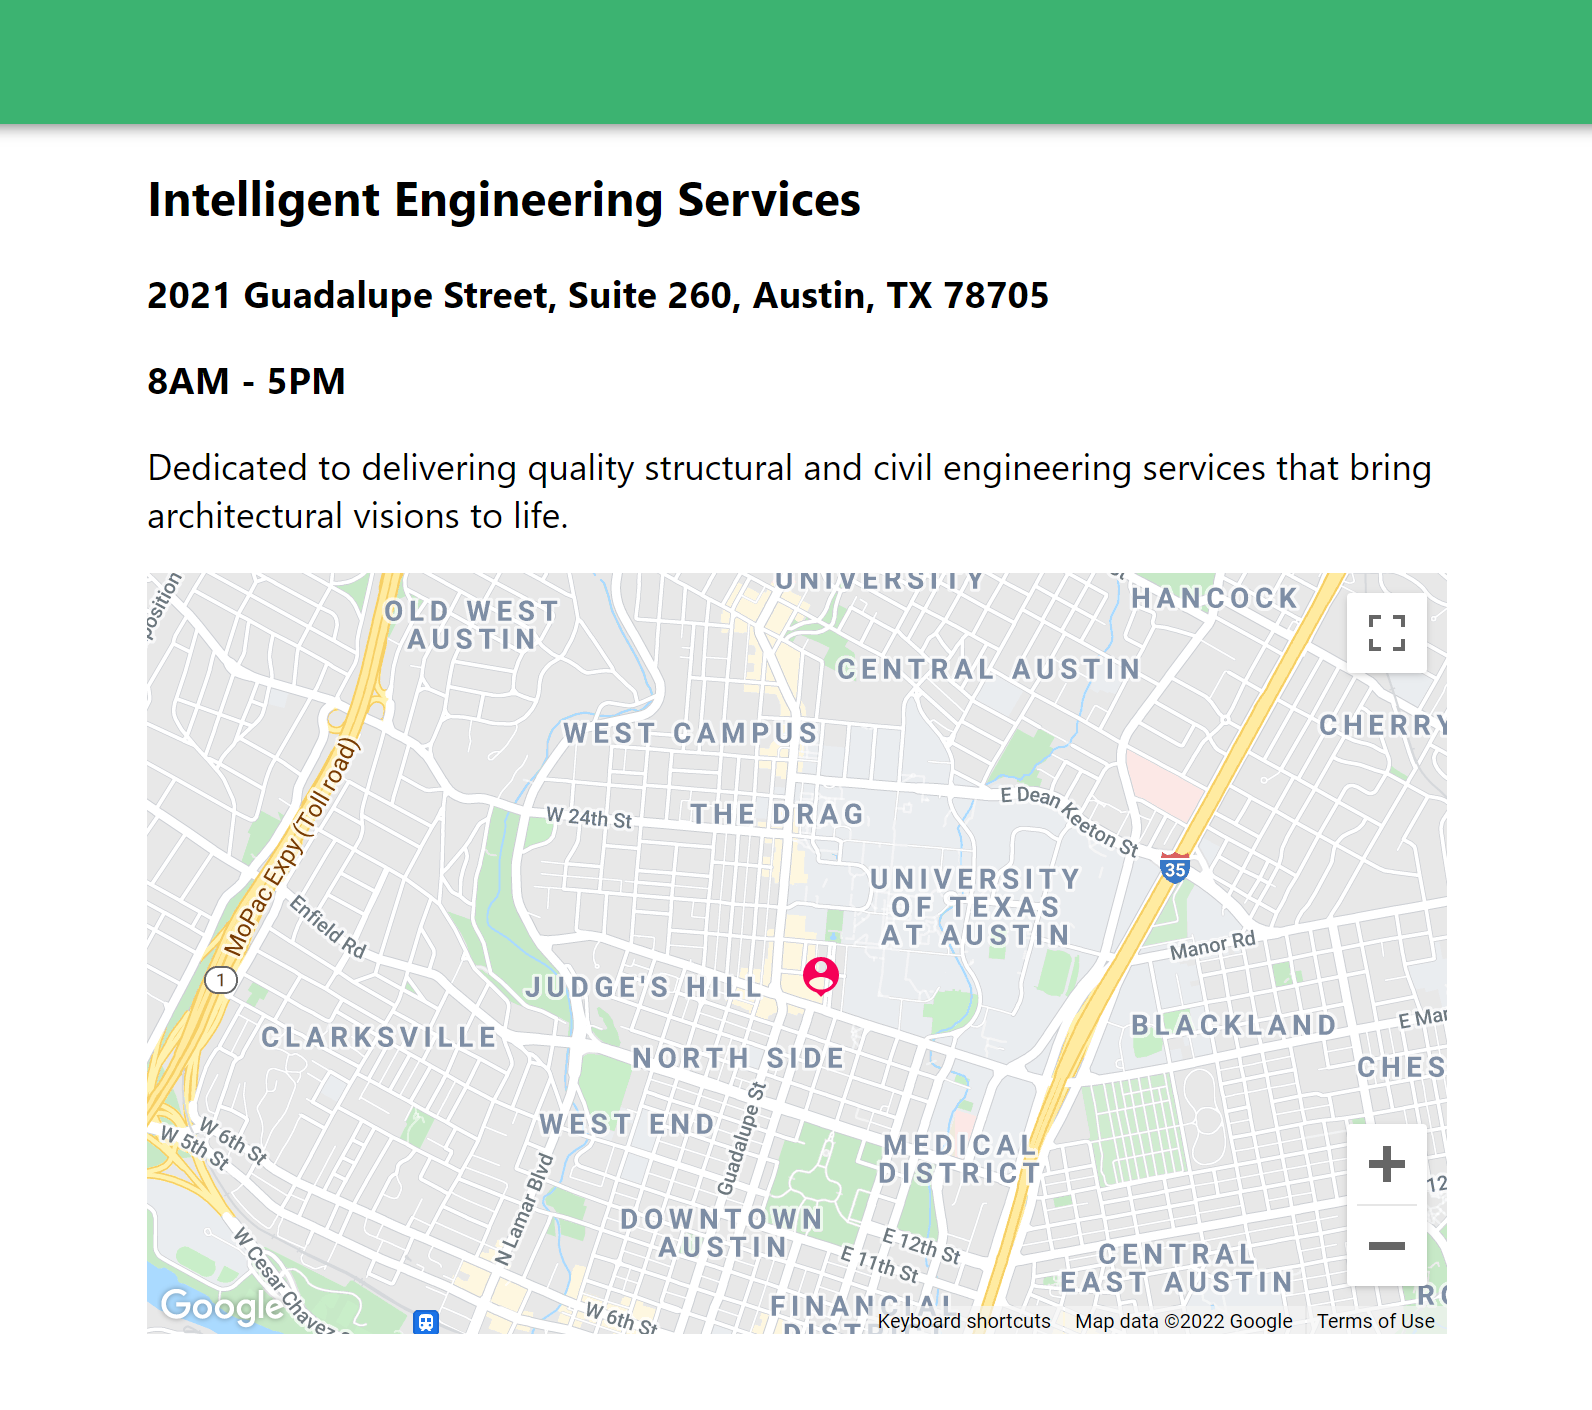 Intelligent Engineering Services
2021 Guadalupe Street, Suite 260, Austin, TX 78705
8AM - 5PM
Dedicated to delivering quality structural and civil engineering services that bring
architectural visions to life.
UNIVERSITY
HANCOCK
position
OLD WEST
AUSTIN
CENTRAL AUSTIN
CHERRY
WEST CAMPUS
E Dean Keeton St
THE DRAG
W 24th St
MoPac Expy (Toll road)
35
UNIVERSITY
OF TEXAS
AT AUSTIN
Enfield Rd
Manor Rd
1
JUDGE'S HILL
CLARKSVILLE
BLACKLAND
E Mar
NORTH SIDE
CHES
Guadalupe St
WEST END
W 6th St
W 5th St
MEDICAL
DISTRICT
N Lamar Blvd
12
DOWNTOWN
AUSTIN
E 12th St
E 11th St
CENTRAL
EAST AUSTIN
W Cesar Chavez
Google
W 6th St
FINANCIAL
DISTRICT
RO
Keyboard shortcuts
Map data ©2022 Google
Terms of Use